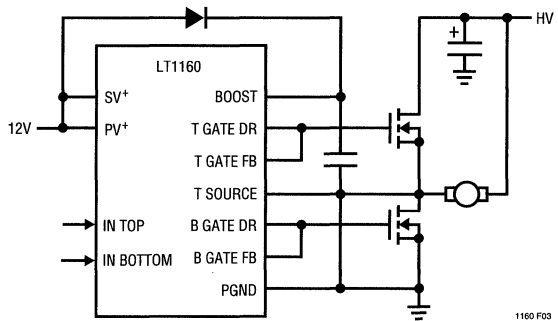 HV
+
LT1160
SV+
BOOST
12V
PV+
T GATE DR
T GATE FB
T SOURCE
IN TOP
B GATE DR
IN BOTTOM
B GATE FB
PGND
1160 F03